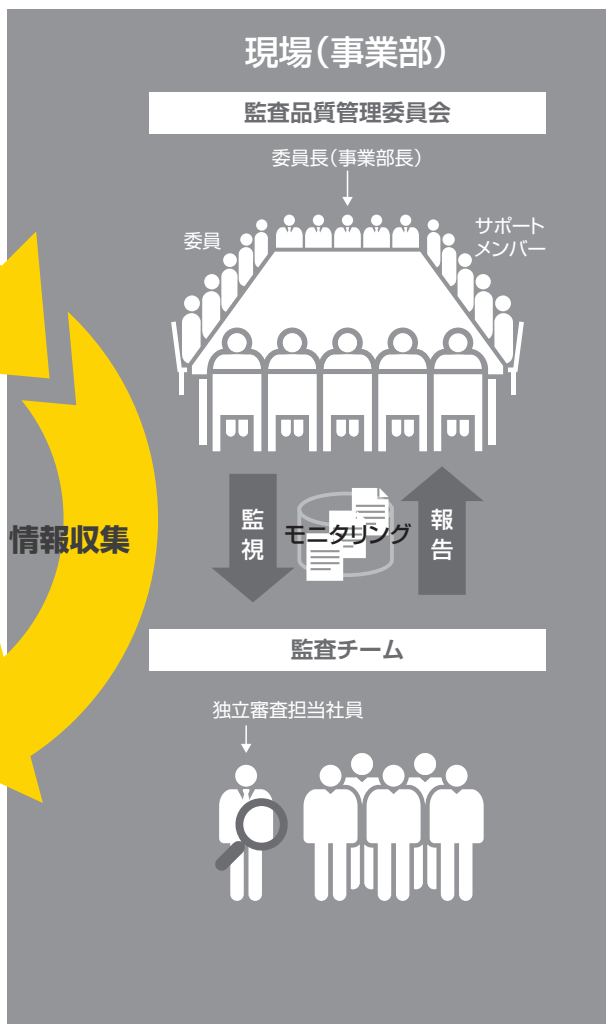 現場（事業部）
監査品質管理委員会
委員長（事業部長）
委員
サポート
メンバー
監視
モニタリング
報告
情報収集
監査チーム
独立審査担当社員